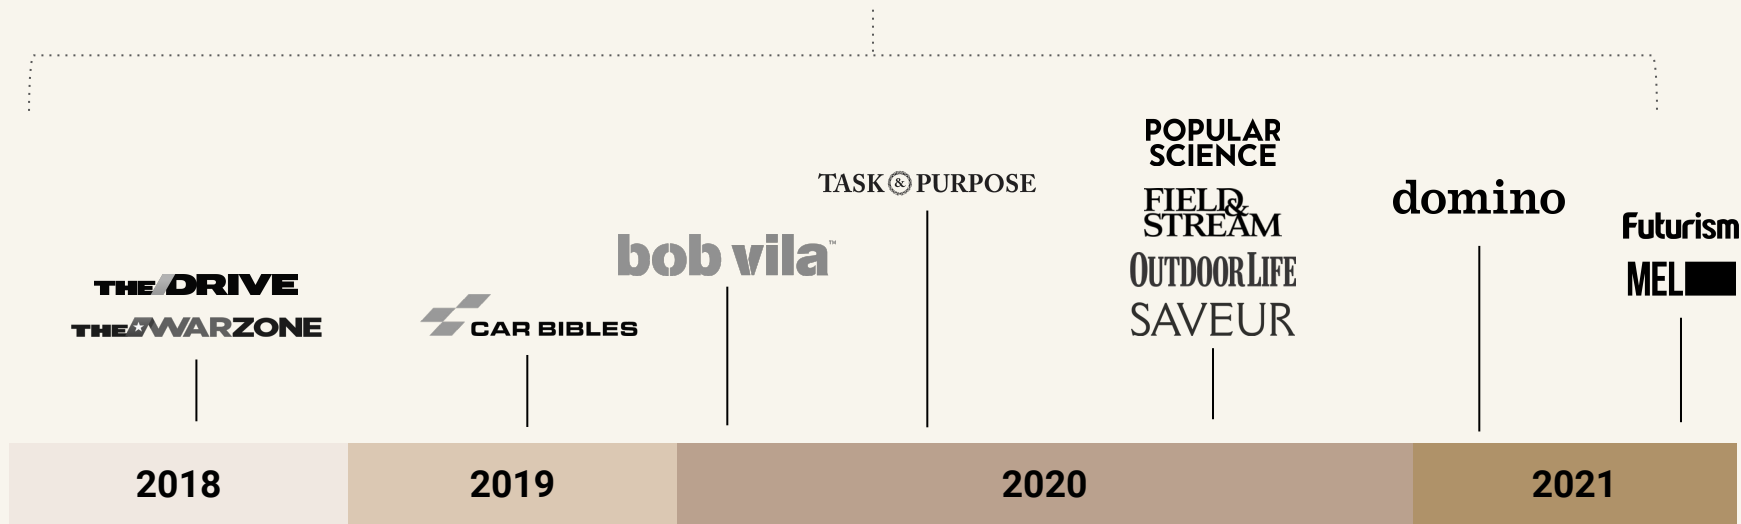 THE DRIVE
THE WARZONE
CAR BIBLES
bob vila™
TASK & PURPOSE
POPULAR
SCIENCE
FIELD &
STREAM
OUTDOOR LIFE
SAVEUR
domino
Futurism
MEL
2018
2019
2020
2021